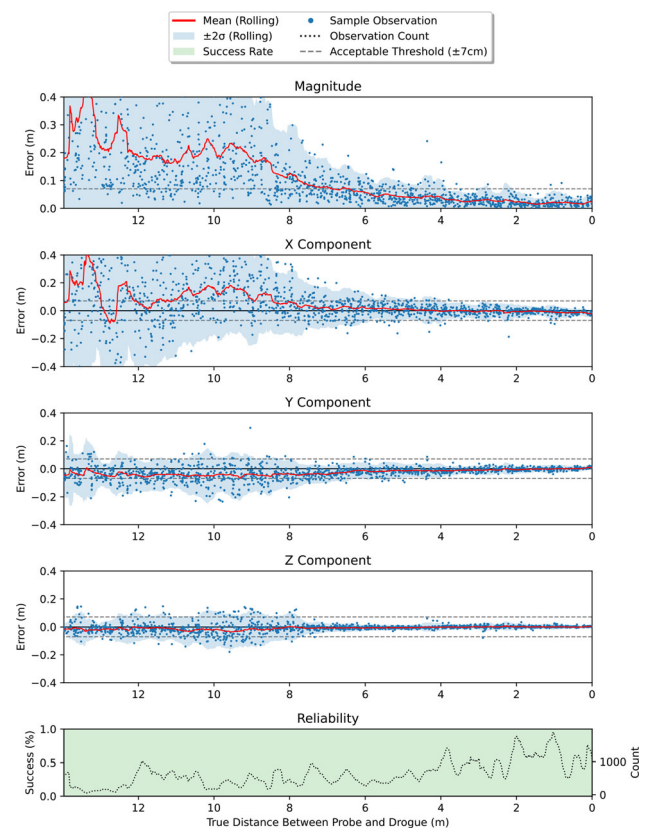 Mean (Rolling)
±2σ (Rolling)
Success Rate
Sample Observation
Observation Count
Acceptable Threshold (±7cm)
Magnitude
0.4
0.3
0.2
0.1
0.0
Error (m)
12 10 8 6 4 2 0
X Component
0.4
0.2
0.0
−0.2
−0.4
Error (m)
12 10 8 6 4 2 0
Y Component
0.4
0.2
0.0
−0.2
−0.4
Error (m)
12 10 8 6 4 2 0
Z Component
0.4
0.2
0.0
−0.2
−0.4
Error (m)
12 10 8 6 4 2 0
Reliability
1.0
0.5
0.0
Success (%)
1000
0
Count
12 10 8 6 4 2 0
True Distance Between Probe and Drogue (m)